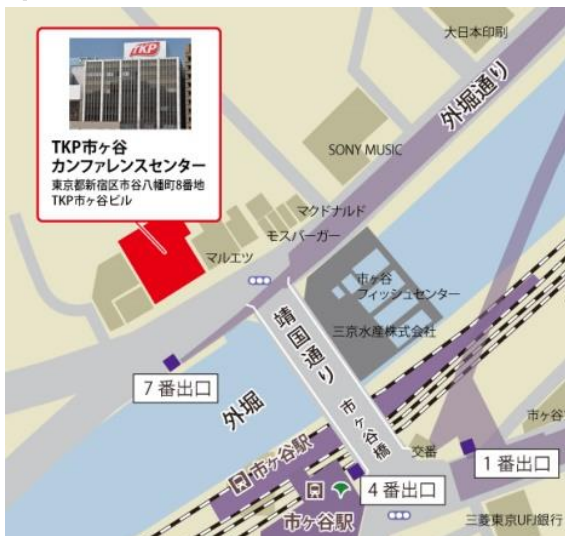 大日本印刷
外堀通り
TKP
TKP市ヶ谷
カンファレンスセンター
東京都新宿区市谷八幡町8番地
TKP市ヶ谷ビル
SONY MUSIC
マクドナルド
モスバーガー
マルエツ
市ヶ谷
フィッシュセンター
三京水産株式会社
靖国通り
7番出口
外堀
市ヶ谷橋
市ヶ谷駅
交番
市ヶ谷
1番出口
4番出口
市ヶ谷駅
三菱東京UFJ銀行